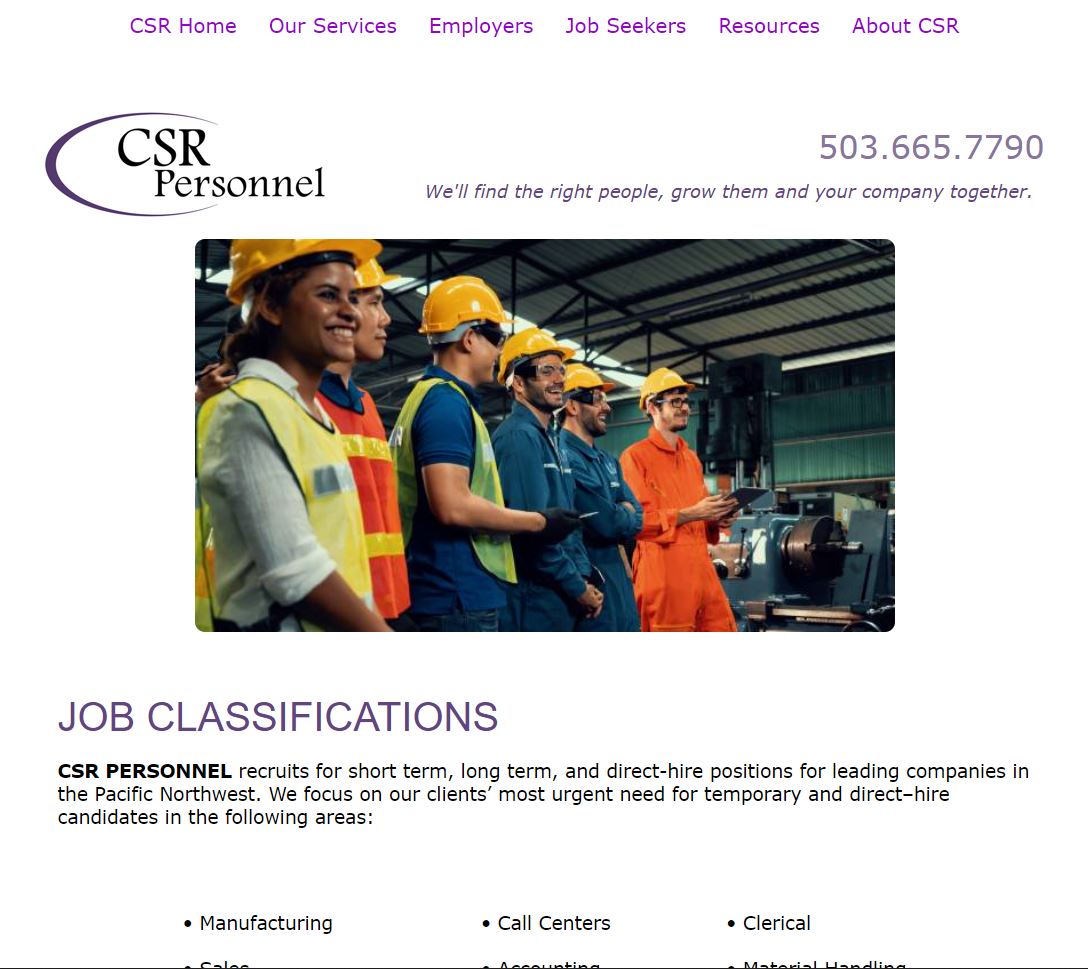 CSR Home Our Services Employers Job Seekers Resources About CSR
CSR
Personnel
503.665.7790
We'll find the right people, grow them and your company together.
JOB CLASSIFICATIONS
CSR PERSONNEL recruits for short term, long term, and direct-hire positions for leading companies in
the Pacific Northwest. We focus on our clients’ most urgent need for temporary and direct–hire
candidates in the following areas:
• Manufacturing • Call Centers • Clerical
• Sales • Accounting • Material Handling